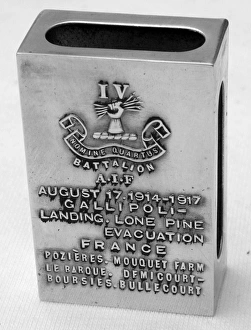 IV
NOMINE QUARTUS
BATTALION
A.I.F
AUGUST, 17, 1914-1917
GALLIPOLI-
LANDING, LONE PINE
EVACUATION
FRANCE
POZIÈRES, MOUQUET FARM
LE BARQUE, DEMICOURT-
BOURSIES, BULLECOURT